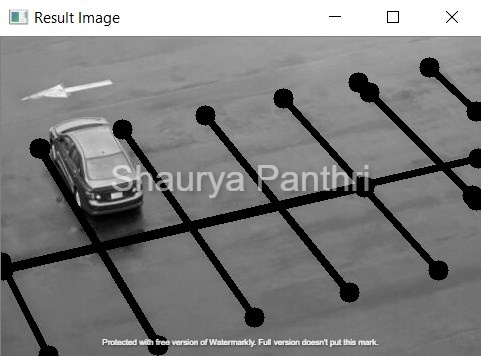 Result Image
Shaurya Panthri
Protected with free version of Watermarkly. Full version doesn't put this mark.